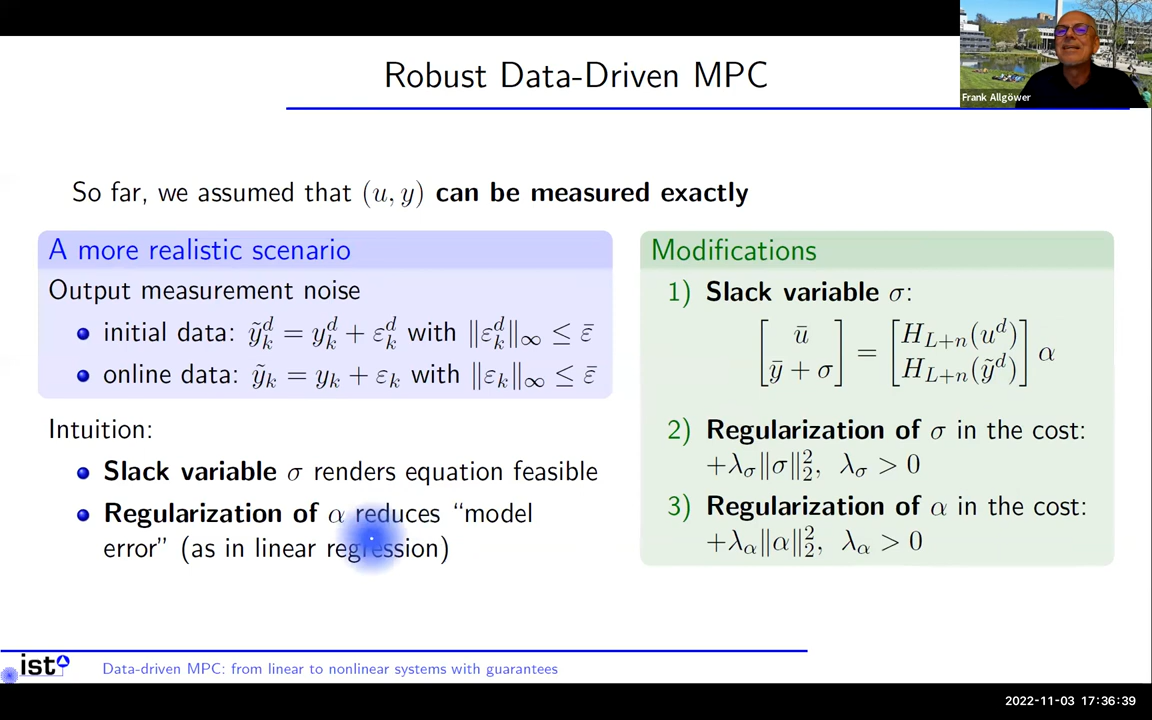 Robust Data-Driven MPC
Frank Allgöwer
So far, we assumed that (u, y) can be measured exactly
A more realistic scenario
Output measurement noise
initial data: ỹ_k^d = y_k^d + ε_k^d with ‖ε_k^d‖_∞ ≤ ε̄
online data: ỹ_k = y_k + ε_k with ‖ε_k‖_∞ ≤ ε̄
Intuition:
Slack variable σ renders equation feasible
Regularization of α reduces “model
error” (as in linear regression)
Modifications
1) Slack variable σ:
[ū; ȳ + σ] = [H_{L+n}(u^d); H_{L+n}(ỹ^d)] α
2) Regularization of σ in the cost:
+λ_σ‖σ‖_2^2, λ_σ > 0
3) Regularization of α in the cost:
+λ_α‖α‖_2^2, λ_α > 0
ist
Data-driven MPC: from linear to nonlinear systems with guarantees
2022-11-03 17:36:39